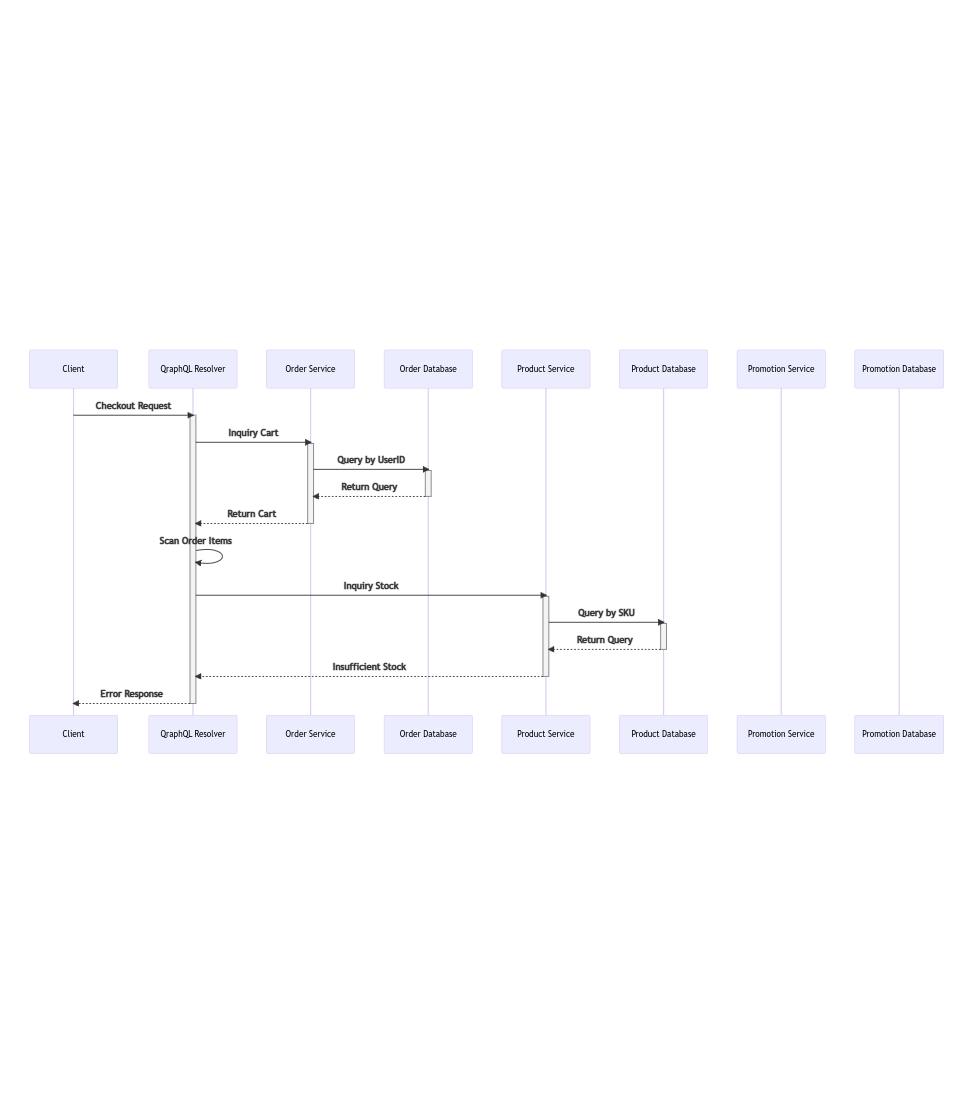 Client
QraphQL Resolver
Order Service
Order Database
Product Service
Product Database
Promotion Service
Promotion Database
Checkout Request
Inquiry Cart
Query by UserID
Return Query
Return Cart
Scan Order Items
Inquiry Stock
Query by SKU
Return Query
Insufficient Stock
Error Response
Client
QraphQL Resolver
Order Service
Order Database
Product Service
Product Database
Promotion Service
Promotion Database